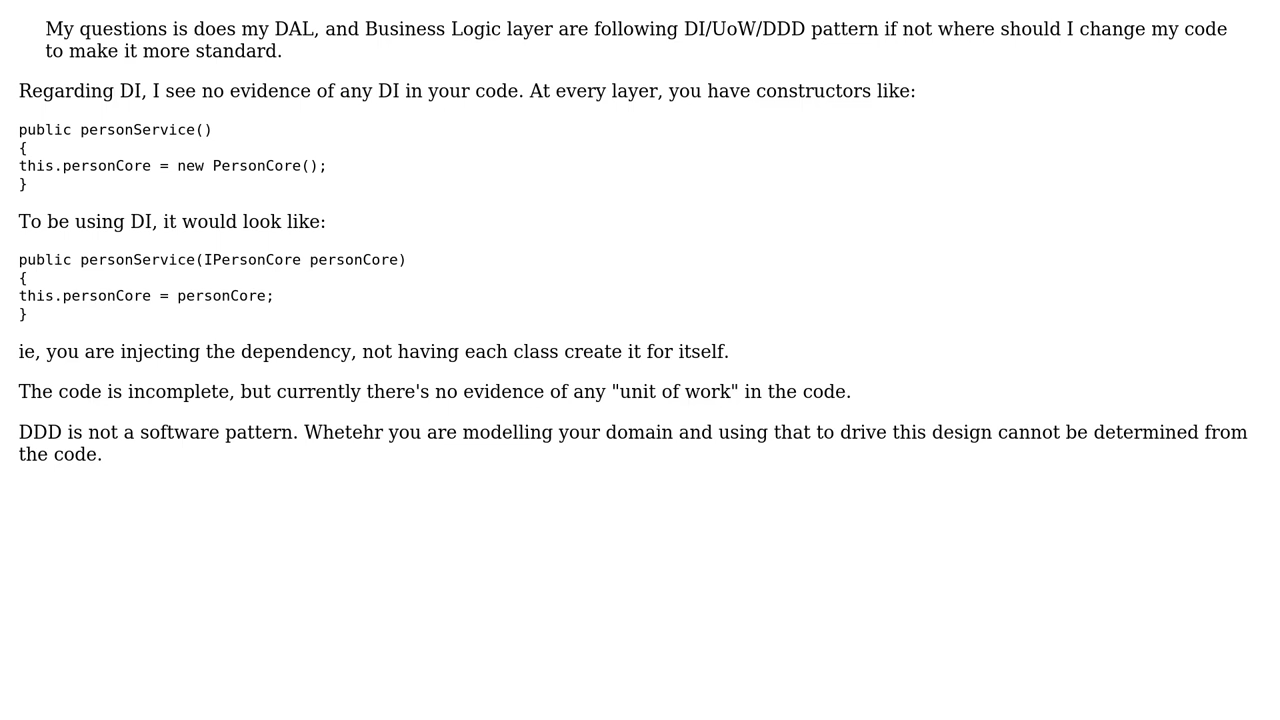 My questions is does my DAL, and Business Logic layer are following DI/UoW/DDD pattern if not where should I change my code
to make it more standard.
Regarding DI, I see no evidence of any DI in your code. At every layer, you have constructors like:
public personService()
{
this.personCore = new PersonCore();
}
To be using DI, it would look like:
public personService(IPersonCore personCore)
{
this.personCore = personCore;
}
ie, you are injecting the dependency, not having each class create it for itself.
The code is incomplete, but currently there's no evidence of any "unit of work" in the code.
DDD is not a software pattern. Whetehr you are modelling your domain and using that to drive this design cannot be determined from
the code.